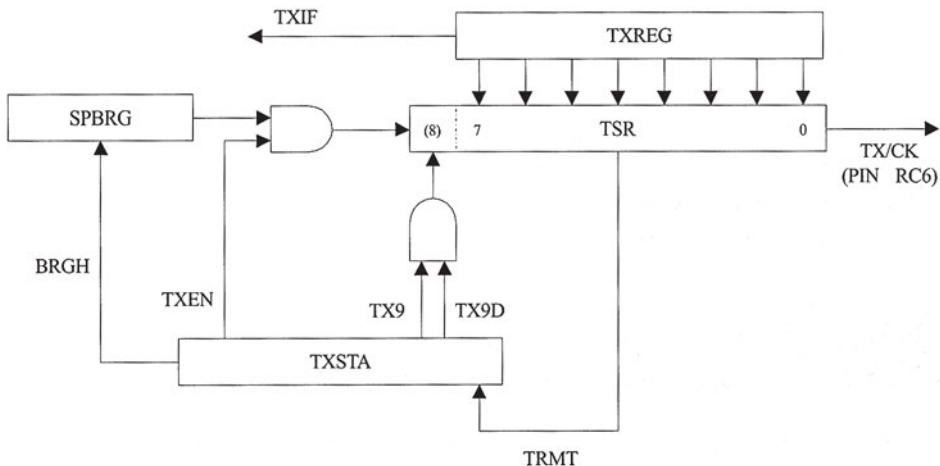 TXIF
TXREG
SPBRG
(8) 7 TSR 0
TX/CK
(PIN RC6)
BRGH
TXEN
TX9
TX9D
TXSTA
TRMT